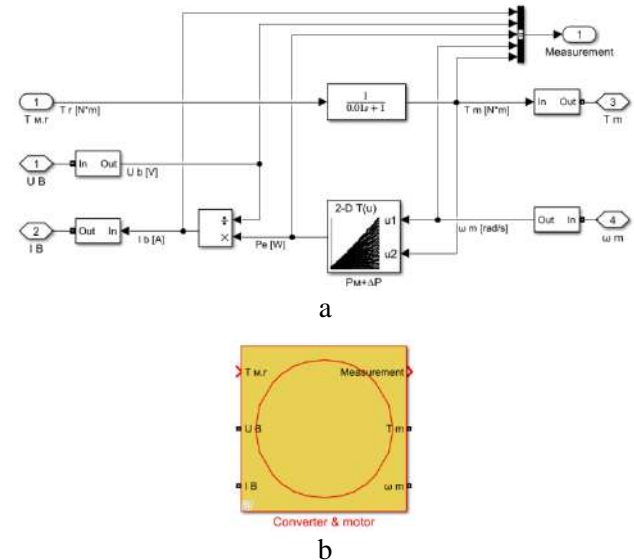 1
Measurement
1
Т м.г
T r [N*m]
1
0.01s + 1
T m [N*m]
In Out
3
T m
1
U B
In Out
U b [V]
2
I B
Out In
I b [A]
÷
×
Pe [W]
2-D T(u)
u1
u2
Pм+ΔP
ω m [rad/s]
Out In
4
ω m
a
Т м.г
Measurement
U B
T m
I B
ω m
Converter & motor
b